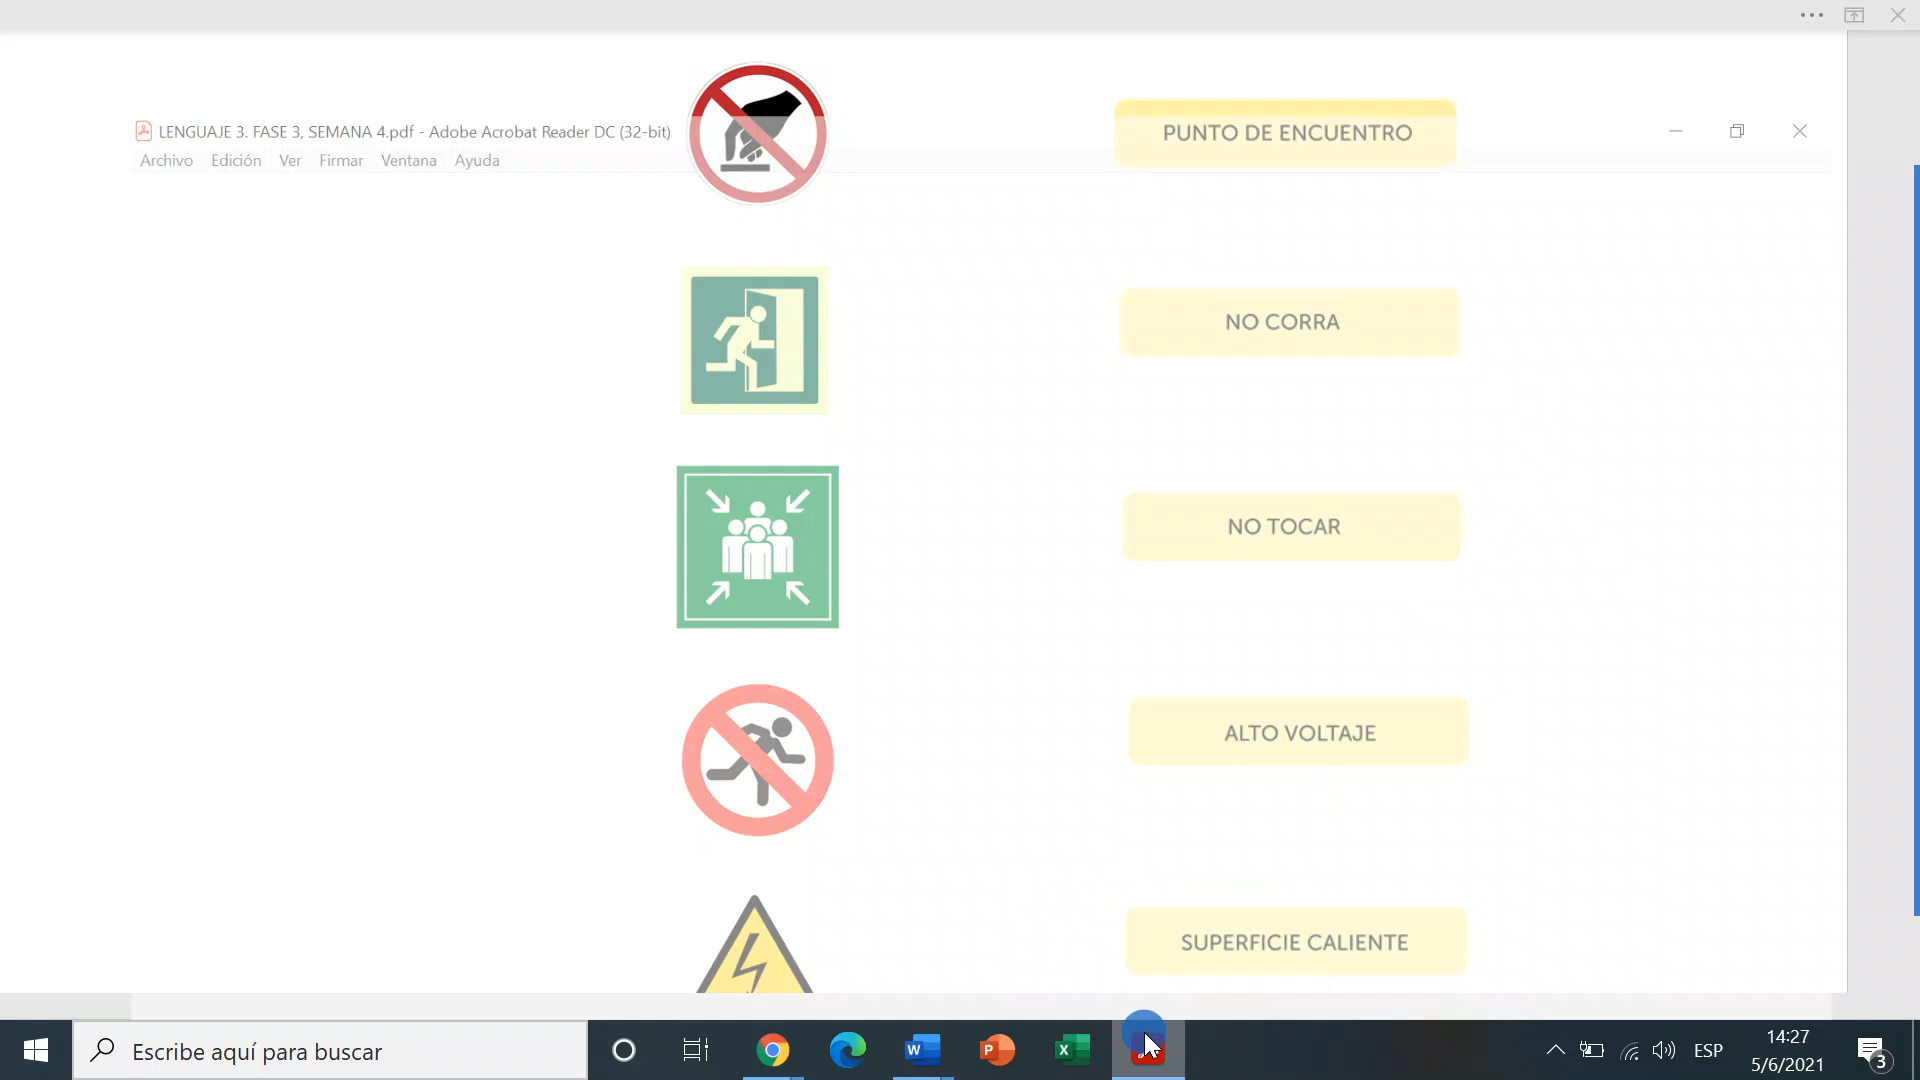 LENGUAJE 3. FASE 3, SEMANA 4.pdf - Adobe Acrobat Reader DC (32-bit)
Archivo Edición Ver Firmar Ventana Ayuda
PUNTO DE ENCUENTRO
NO CORRA
NO TOCAR
ALTO VOLTAJE
SUPERFICIE CALIENTE
Escribe aquí para buscar
ESP
14:27
5/6/2021
3